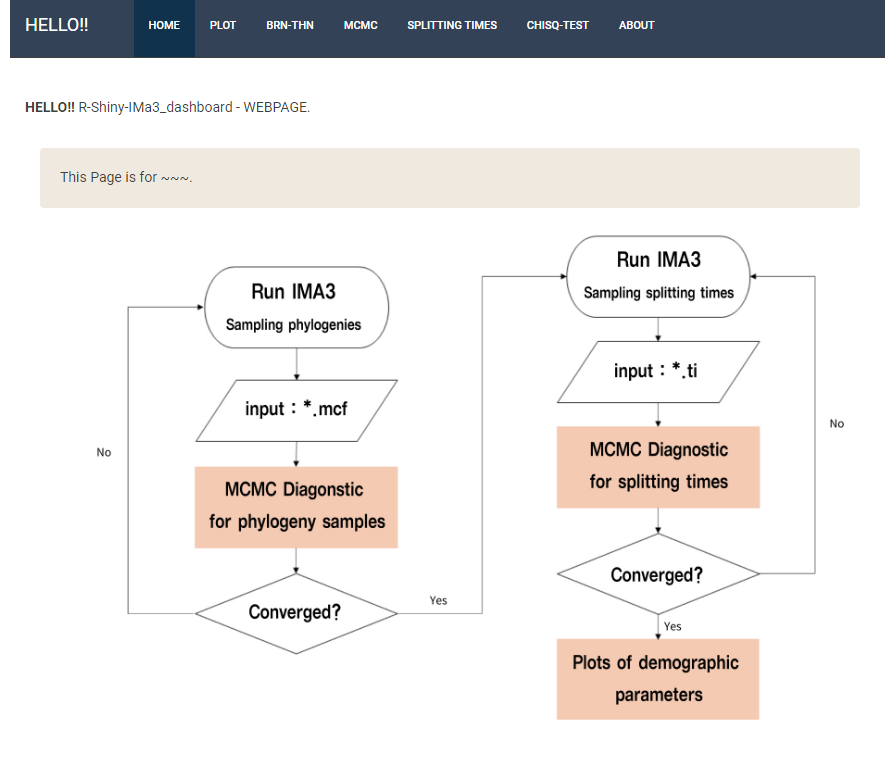 HELLO!! HOME PLOT BRN-THN MCMC SPLITTING TIMES CHISQ-TEST ABOUT
HELLO!! R-Shiny-IMa3_dashboard - WEBPAGE.
This Page is for ~~~.
Run IMA3
Sampling phylogenies
input : *.mcf
MCMC Diagonstic
for phylogeny samples
Converged?
No
Yes
Run IMA3
Sampling splitting times
input : *.ti
MCMC Diagnostic
for splitting times
Converged?
No
Yes
Plots of demographic
parameters